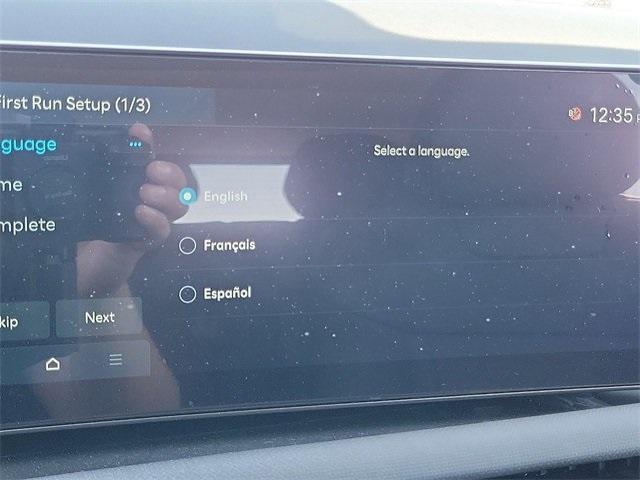 First Run Setup (1/3)
12:35
guage
Select a language.
me
English
mplete
Français
Español
kip
Next